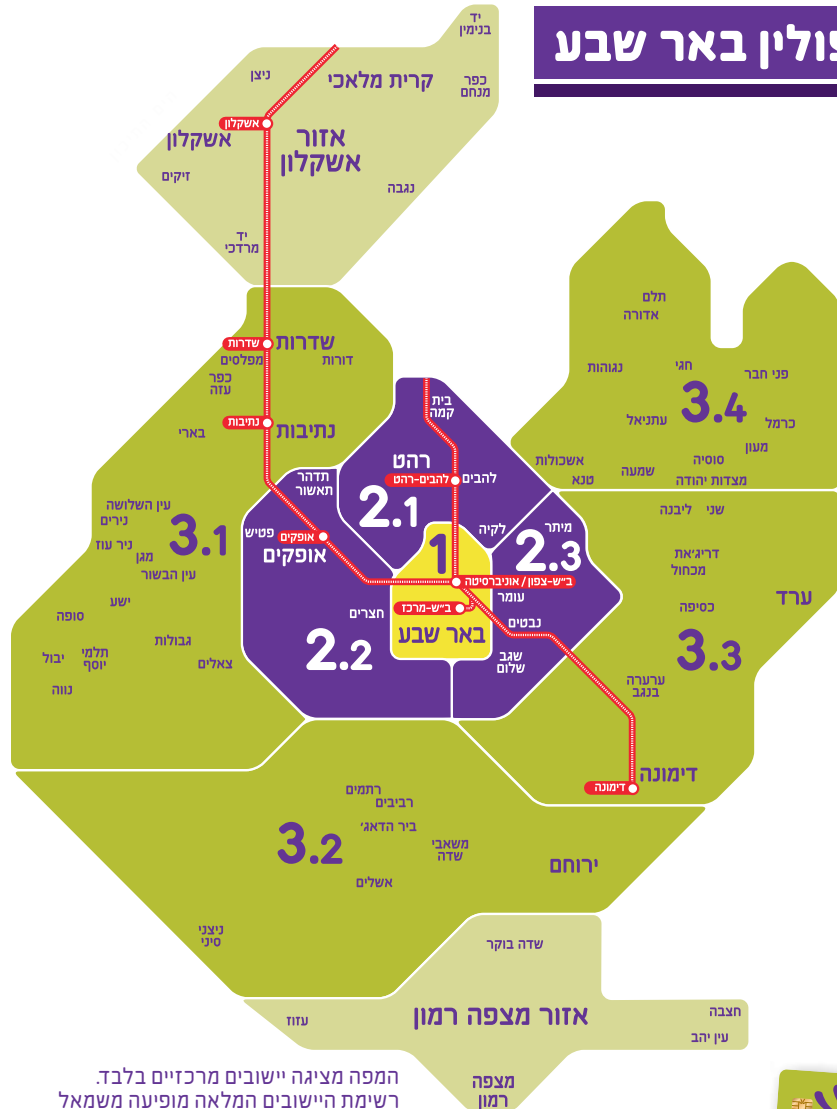 פולין באר שבע
יד
בנימין
ניצן
קרית מלאכי
כפר
מנחם
אשקלון
אשקלון
אזור
אשקלון
זיקים
נגבה
יד
מרדכי
שדרות
שדרות
מפלסים
דורות
כפר
עזה
נתיבות
נתיבות
בארי
תלם
אדורה
נגוהות
חגי
פני חבר
3.4
עתניאל
כרמל
מעון
אשכולות
סוסיה
שמעה
טנא
מצדות יהודה
בית
קמה
רהט
להבים-רהט
להבים
2.1
לקיה
תדהר
תאשור
פטיש
אופקים
אופקים
עין השלושה
נירים
3.1
ניר עוז
מגן
עין הבשור
ישע
סופה
גבולות
תלמי
יוסף
יבול
צאלים
נווה
1
מיתר
2.3
ב״ש-צפון/אוניברסיטה
עומר
ב״ש-מרכז
באר שבע
חצרים
2.2
נבטים
שגב
שלום
שני
ליבנה
דריג׳את
מכחול
ערד
כסיפה
3.3
ערערה
בנגב
דימונה
דימונה
רתמים
רביבים
ביר הדאג׳
3.2
משאבי
שדה
ירוחם
אשלים
ניצני
סיני
שדה בוקר
אזור מצפה רמון
עזוז
חצבה
עין יהב
מצפה
רמון
המפה מציגה יישובים מרכזיים בלבד.
רשימת היישובים המלאה מופיעה משמאל